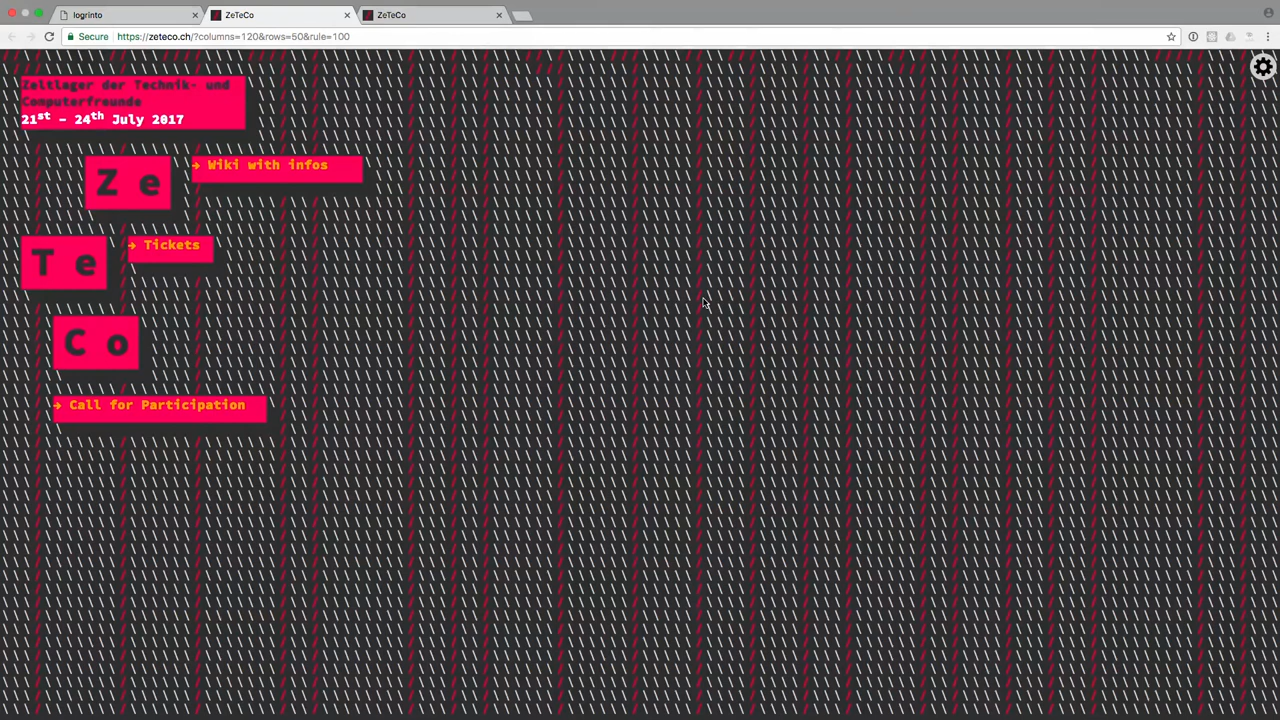 logrinto
ZeTeCo
ZeTeCo
Secure
https://zeteco.ch/?columns=120&rows=50&rule=100
Zeltlager der Technik- und
Computerfreunde
21st - 24th July 2017
Z e
→ Wiki with infos
T e
→ Tickets
C o
→ Call for Participation